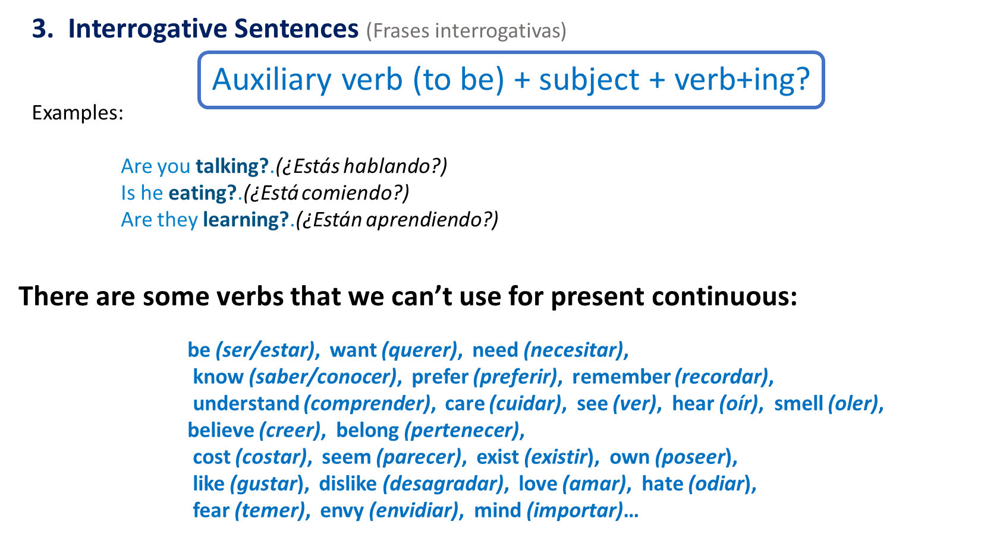 3. Interrogative Sentences (Frases interrogativas)
Auxiliary verb (to be) + subject + verb+ing?
Examples:
Are you talking?.(¿Estás hablando?)
Is he eating?.(¿Está comiendo?)
Are they learning?.(¿Están aprendiendo?)
There are some verbs that we can’t use for present continuous:
be (ser/estar), want (querer), need (necesitar),
know (saber/conocer), prefer (preferir), remember (recordar),
understand (comprender), care (cuidar), see (ver), hear (oír), smell (oler),
believe (creer), belong (pertenecer),
cost (costar), seem (parecer), exist (existir), own (poseer),
like (gustar), dislike (desagradar), love (amar), hate (odiar),
fear (temer), envy (envidiar), mind (importar)...